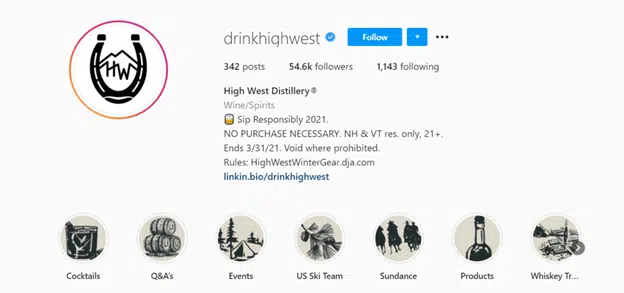 drinkhighwest
Follow
342 posts 54.6k followers 1,143 following
High West Distillery®
Wine/Spirits
🥃 Sip Responsibly 2021.
NO PURCHASE NECESSARY. NH & VT res. only, 21+.
Ends 3/31/21. Void where prohibited.
Rules: HighWestWinterGear.dja.com
linkin.bio/drinkhighwest
HW
Cocktails Q&A's Events US Ski Team Sundance Products Whiskey Tr...